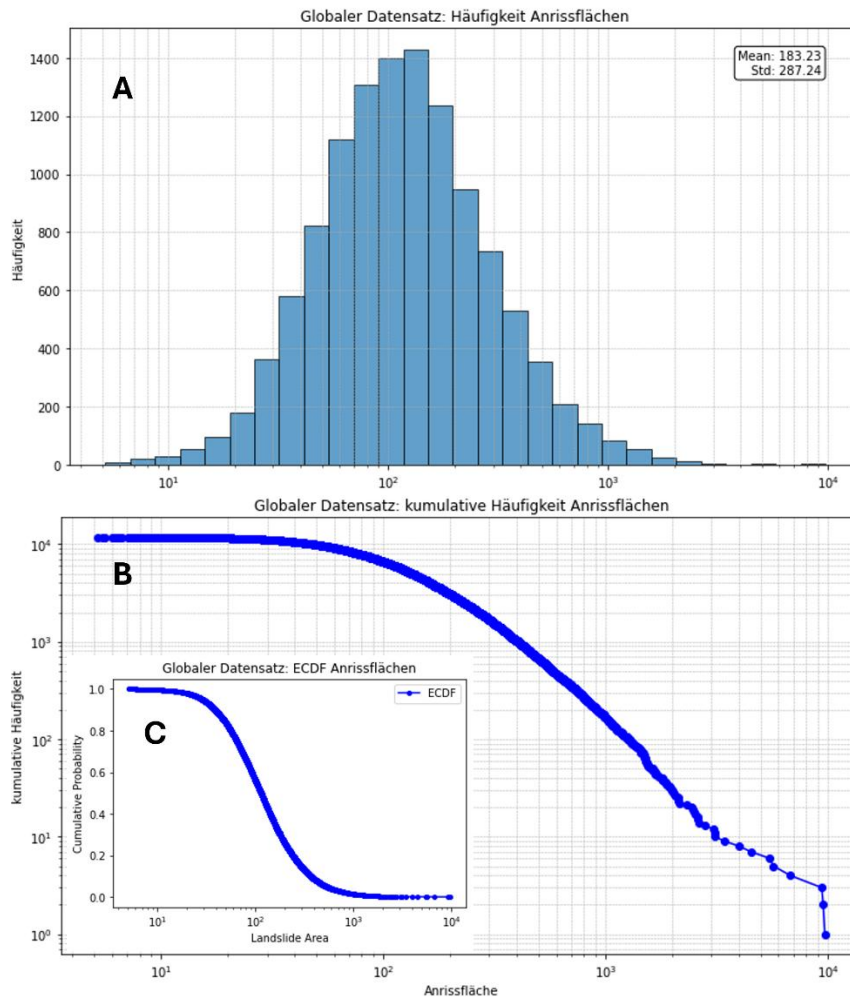 Globaler Datensatz: Häufigkeit Anrissflächen
Mean: 183.23
Std: 287.24
A
Häufigkeit
1400
1200
1000
800
600
400
200
0
10¹ 10² 10³ 10⁴
Globaler Datensatz: kumulative Häufigkeit Anrissflächen
B
kumulative Häufigkeit
10⁴
10³
10²
10¹
10⁰
Globaler Datensatz: ECDF Anrissflächen
ECDF
C
Cumulative Probability
1.0
0.8
0.6
0.4
0.2
0.0
10¹ 10² 10³ 10⁴
Landslide Area
10¹ 10² 10³ 10⁴
Anrissfläche